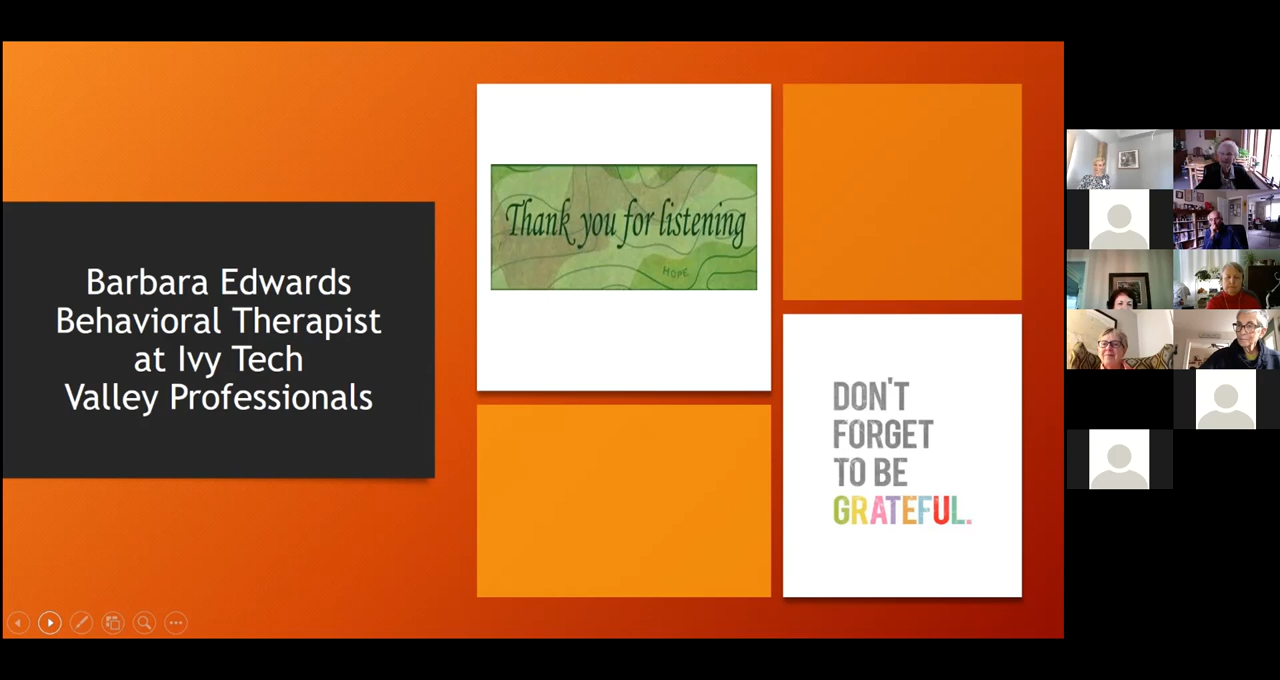 Barbara Edwards
Behavioral Therapist
at Ivy Tech
Valley Professionals
Thank you for listening
HOPE
DON'T
FORGET
TO BE
GRATEFUL.